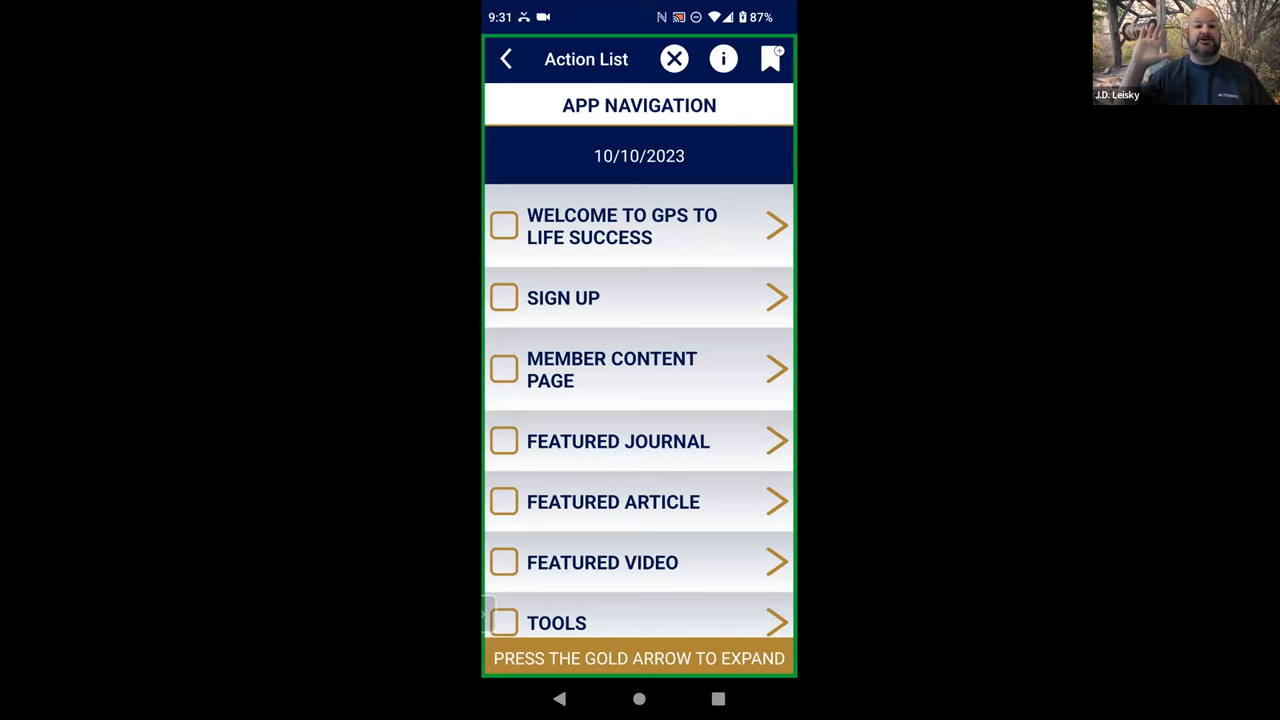 9:31
87%
Action List
APP NAVIGATION
10/10/2023
WELCOME TO GPS TO
LIFE SUCCESS
SIGN UP
MEMBER CONTENT
PAGE
FEATURED JOURNAL
FEATURED ARTICLE
FEATURED VIDEO
TOOLS
PRESS THE GOLD ARROW TO EXPAND
J.D. Leisky